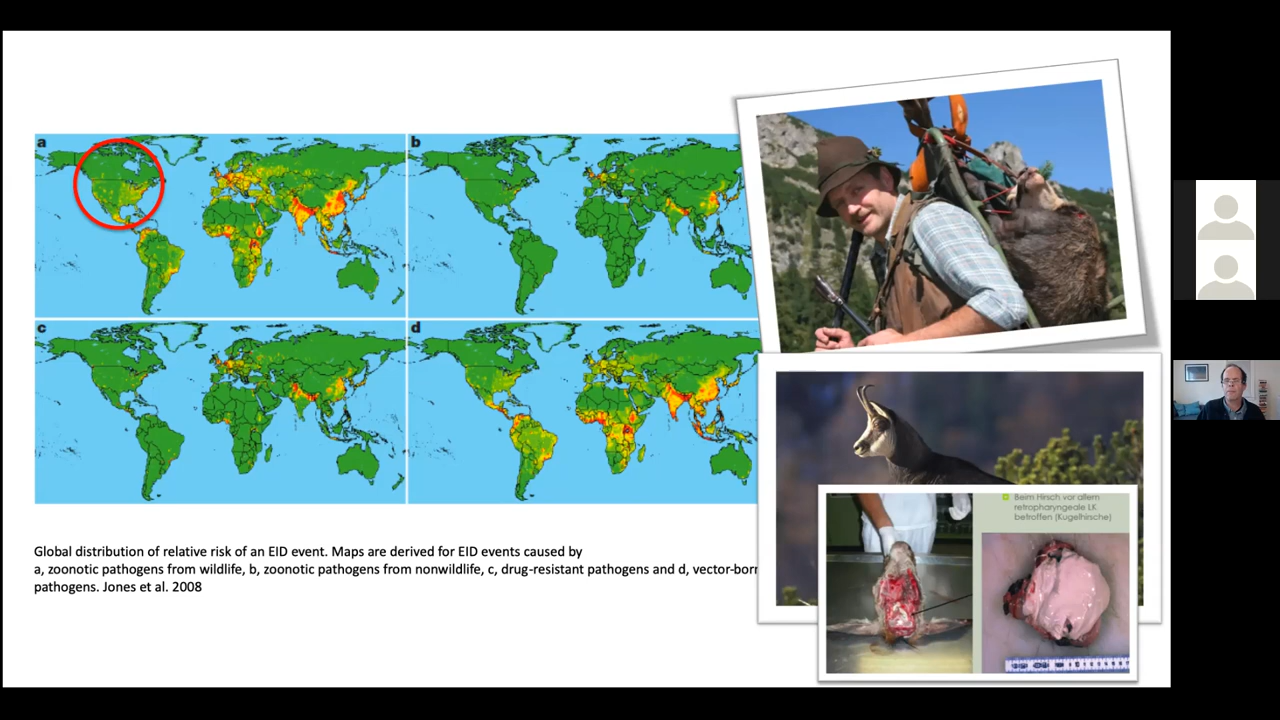 a
b
c
d
Global distribution of relative risk of an EID event. Maps are derived for EID events caused by
a, zoonotic pathogens from wildlife, b, zoonotic pathogens from nonwildlife, c, drug-resistant pathogens and d, vector-borr
pathogens. Jones et al. 2008
Beim Hirsch vor allem
retropharyngeale LK
betroffen (Kugelhirsche)